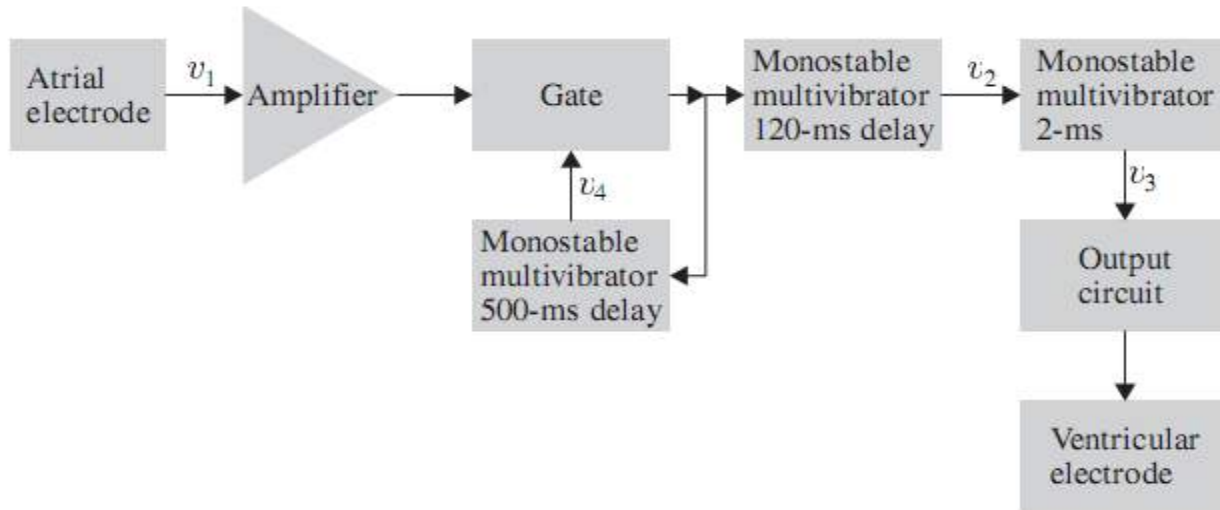 Atrial
electrode
v1
Amplifier
Gate
Monostable
multivibrator
120-ms delay
v2
Monostable
multivibrator
2-ms
v4
v3
Monostable
multivibrator
500-ms delay
Output
circuit
Ventricular
electrode